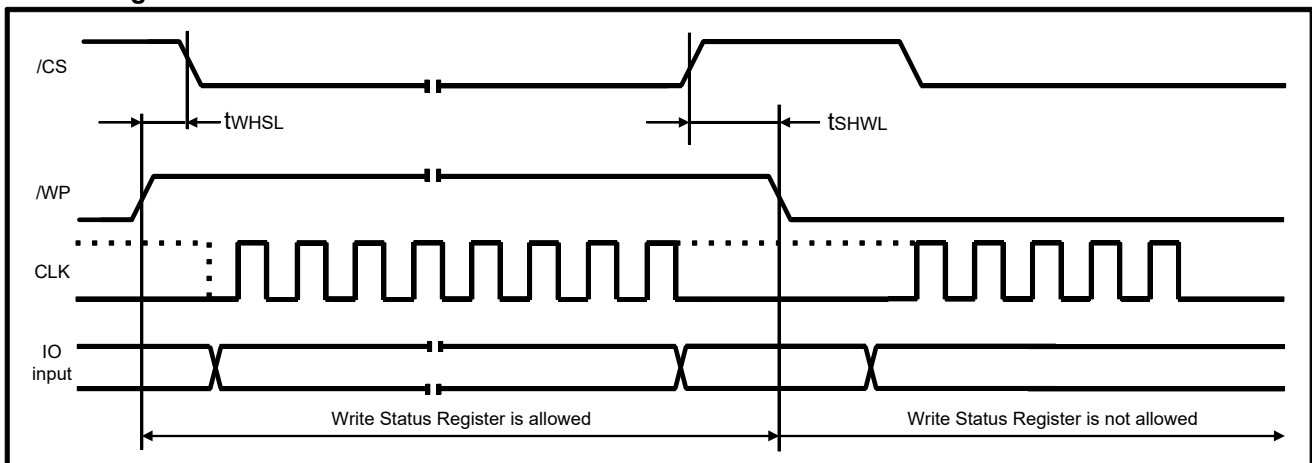 /CS
tWHSL
tSHWL
/WP
CLK
IO
input
Write Status Register is allowed
Write Status Register is not allowed